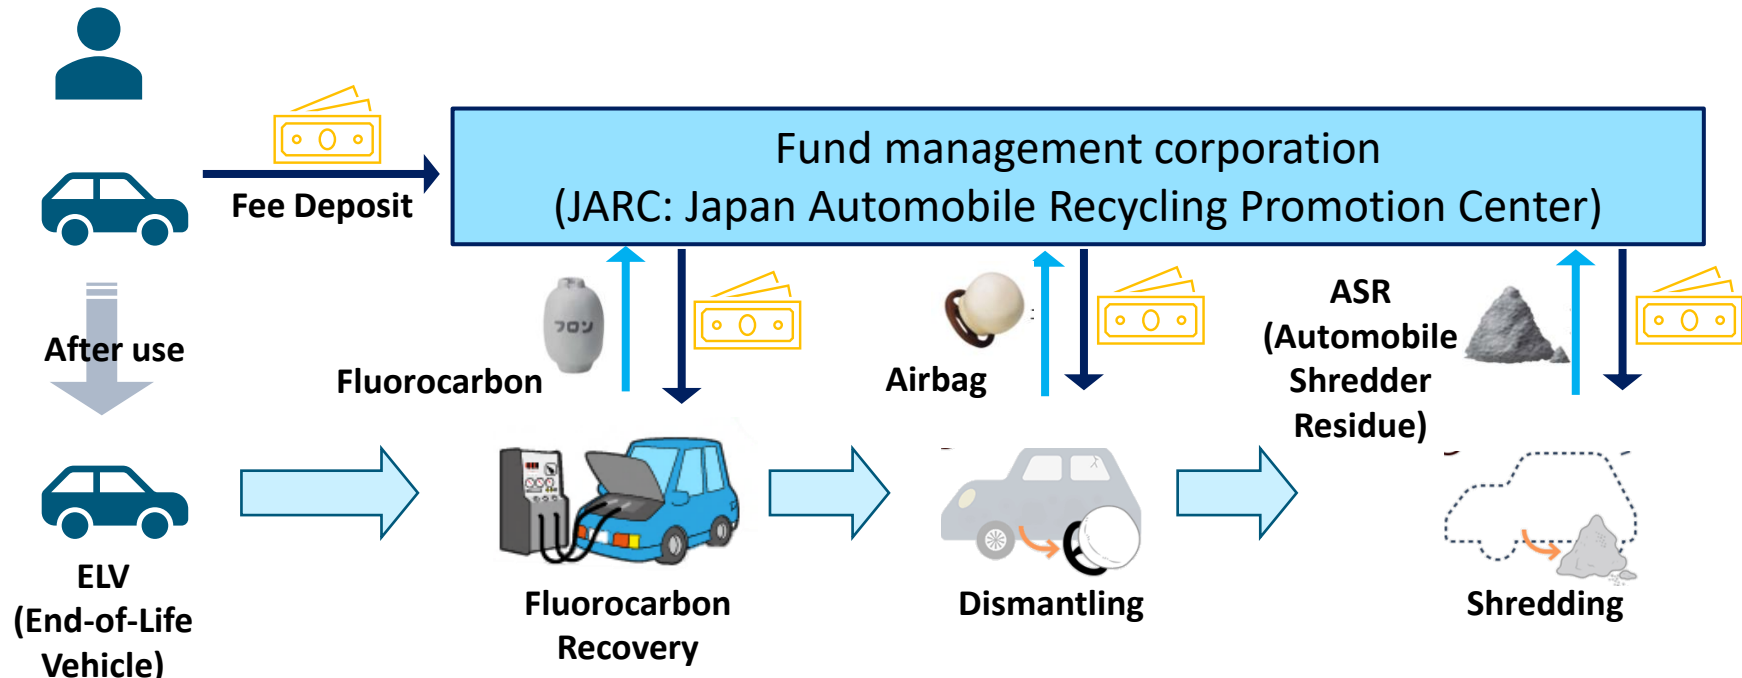 Fund management corporation
(JARC: Japan Automobile Recycling Promotion Center)
Fee Deposit
After use
Fluorocarbon
フロン
Airbag
ASR
(Automobile
Shredder
Residue)
ELV
(End-of-Life
Vehicle)
Fluorocarbon
Recovery
Dismantling
Shredding